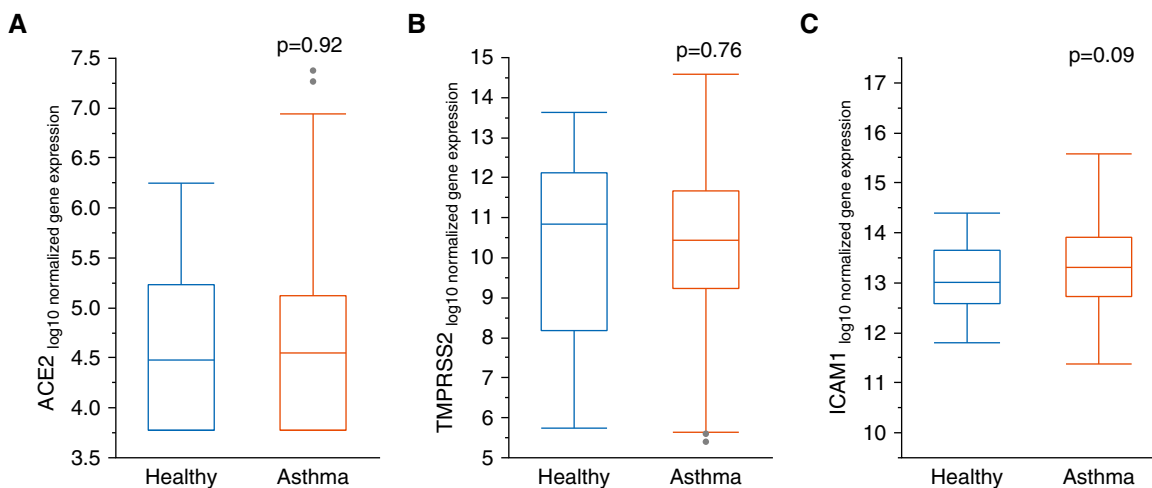 A
p=0.92
ACE2 log10 normalized gene expression
7.5
7.0
6.5
6.0
5.5
5.0
4.5
4.0
3.5
Healthy Asthma
B
p=0.76
TMPRSS2 log10 normalized gene expression
15
14
13
12
11
10
9
8
7
6
5
Healthy Asthma
C
p=0.09
ICAM1 log10 normalized gene expression
17
16
15
14
13
12
13
11
10
Healthy Asthma